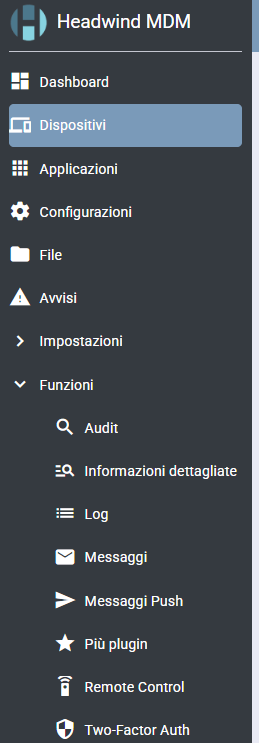 Headwind MDM
Dashboard
Dispositivi
Applicazioni
Configurazioni
File
Avvisi
Impostazioni
Funzioni
Audit
Informazioni dettagliate
Log
Messaggi
Messaggi Push
Più plugin
Remote Control
Two-Factor Auth